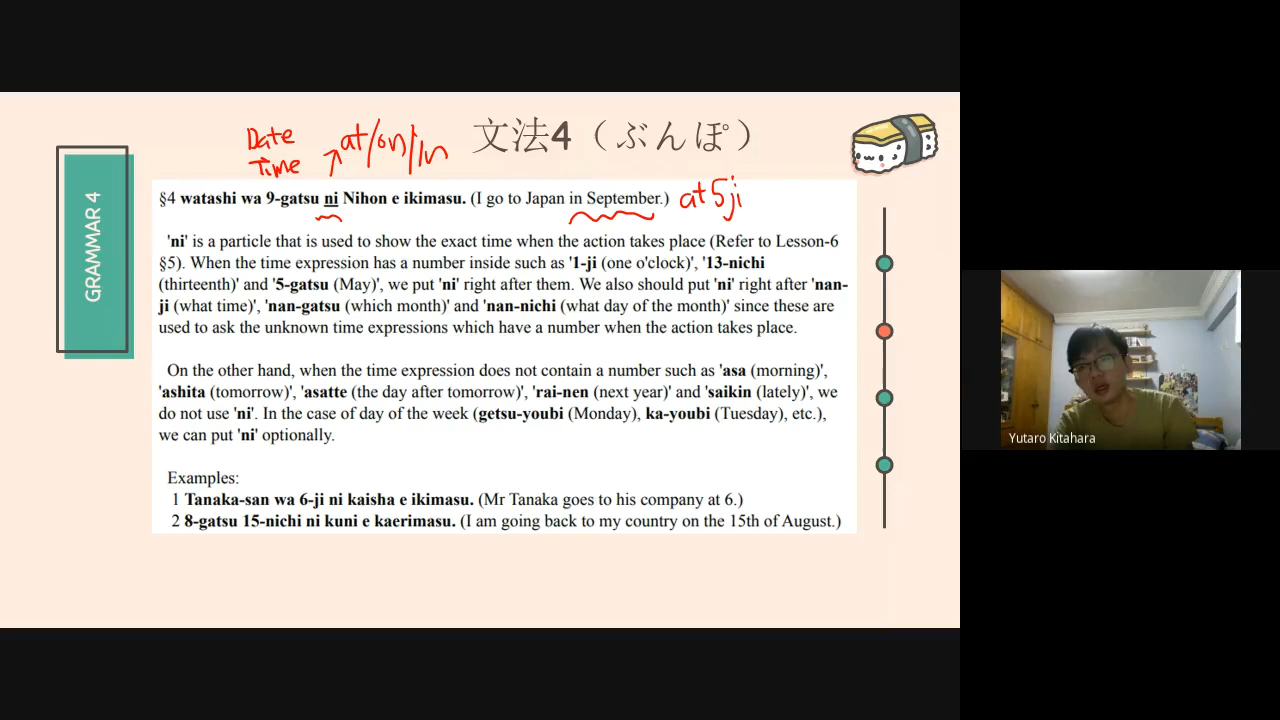 Date
Time
at/on/in
文法4（ぶんぽ）
GRAMMAR 4
§4 watashi wa 9-gatsu ni Nihon e ikimasu. (I go to Japan in September.)
at 5ji
'ni' is a particle that is used to show the exact time when the action takes place (Refer to Lesson-6
§5). When the time expression has a number inside such as '1-ji (one o'clock)', '13-nichi
(thirteenth)' and '5-gatsu (May)', we put 'ni' right after them. We also should put 'ni' right after 'nan-
ji (what time)', 'nan-gatsu (which month)' and 'nan-nichi (what day of the month)' since these are
used to ask the unknown time expressions which have a number when the action takes place.
On the other hand, when the time expression does not contain a number such as 'asa (morning)',
'ashita (tomorrow)', 'asatte (the day after tomorrow)', 'rai-nen (next year)' and 'saikin (lately)', we
do not use 'ni'. In the case of day of the week (getsu-youbi (Monday), ka-youbi (Tuesday), etc.),
we can put 'ni' optionally.
Examples:
1 Tanaka-san wa 6-ji ni kaisha e ikimasu. (Mr Tanaka goes to his company at 6.)
2 8-gatsu 15-nichi ni kuni e kaerimasu. (I am going back to my country on the 15th of August.)
Yutaro Kitahara